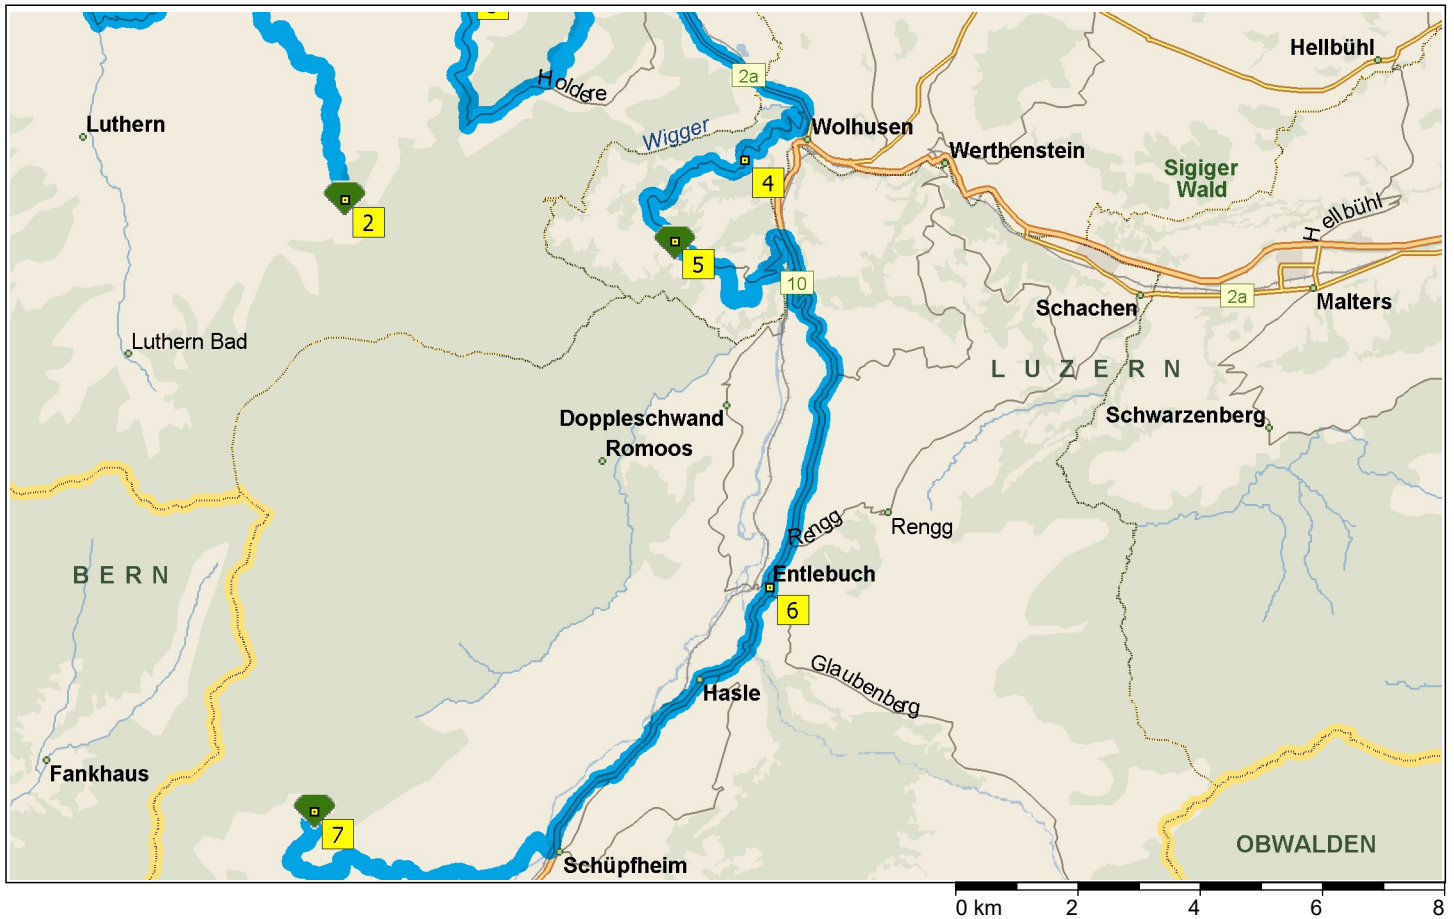 Hellbühl
2a
Holdere
Luthern
Wolhusen
Wigger
Werthenstein
Sigiger
Wald
4
2
Hellbühl
5
10
2a
Schachen
Malters
Luthern Bad
LUZERN
Doppleschwand
Schwarzenberg
Romoos
Rengg
Rengg
BERN
Entlebuch
6
Glaubenberg
Hasle
Fankhaus
7
OBWALDEN
Schüpfheim
0 km 2 4 6 8